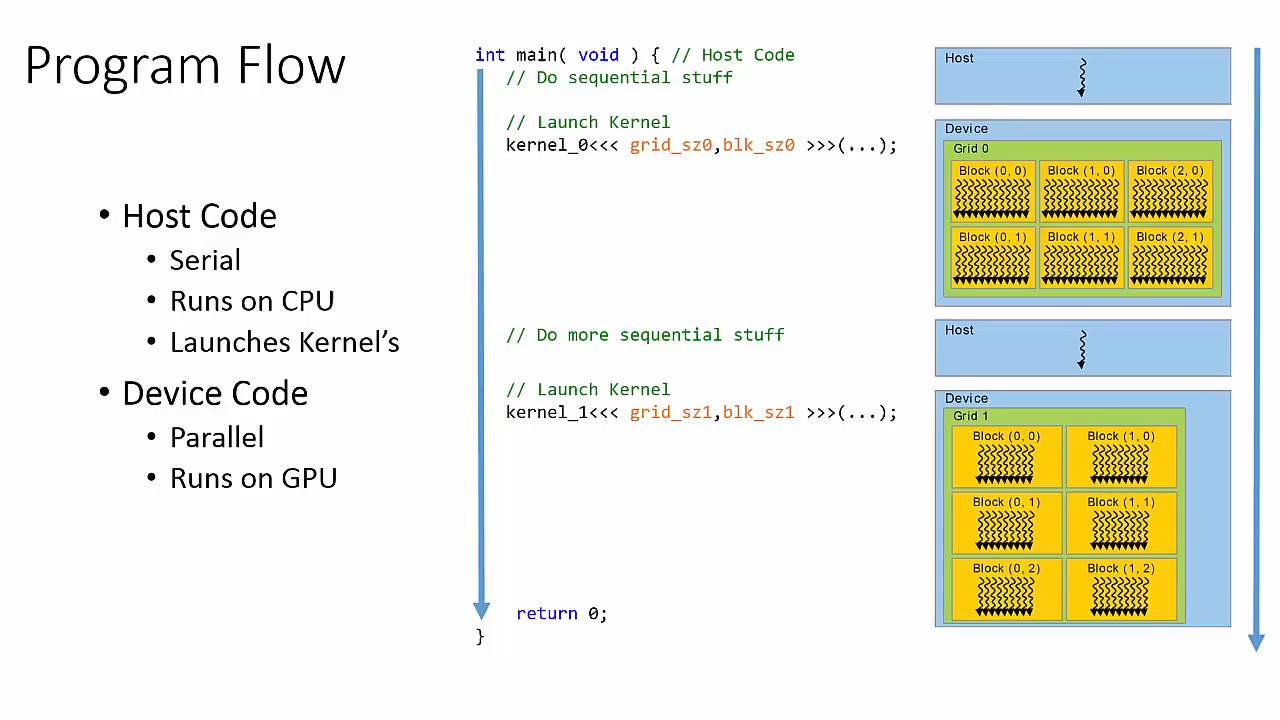 Program Flow
• Host Code
• Serial
• Runs on CPU
• Launches Kernel’s
• Device Code
• Parallel
• Runs on GPU
int main( void ) { // Host Code
// Do sequential stuff
// Launch Kernel
kernel_0<<< grid_sz0,blk_sz0 >>>(...);
// Do more sequential stuff
// Launch Kernel
kernel_1<<< grid_sz1,blk_sz1 >>>(...);
return 0;
}
Host
Device
Grid 0
Block (0, 0) Block (1, 0) Block (2, 0)
Block (0, 1) Block (1, 1) Block (2, 1)
Host
Device
Grid 1
Block (0, 0) Block (1, 0)
Block (0, 1) Block (1, 1)
Block (0, 2) Block (1, 2)